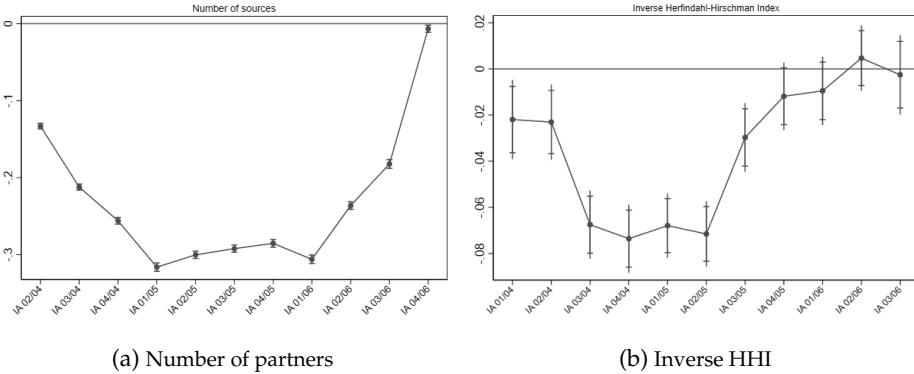 Number of sources
0
-.1
-.2
-.3
IA 02/04
IA 03/04
IA 04/04
IA 01/05
IA 02/05
IA 03/05
IA 04/05
IA 01/06
IA 02/06
IA 03/06
IA 04/06
(a) Number of partners
Inverse Herfindahl-Hirschman Index
.02
0
-.02
-.04
-.06
-.08
IA 01/04
IA 02/04
IA 03/04
IA 04/04
IA 01/05
IA 02/05
IA 03/05
IA 04/05
IA 01/06
IA 02/06
IA 03/06
(b) Inverse HHI